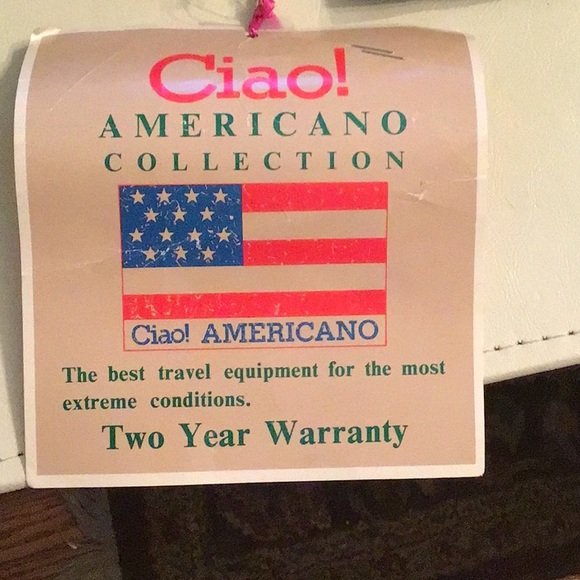 Ciao!
AMERICANO
COLLECTION
Ciao! AMERICANO
The best travel equipment for the most
extreme conditions.
Two Year Warranty